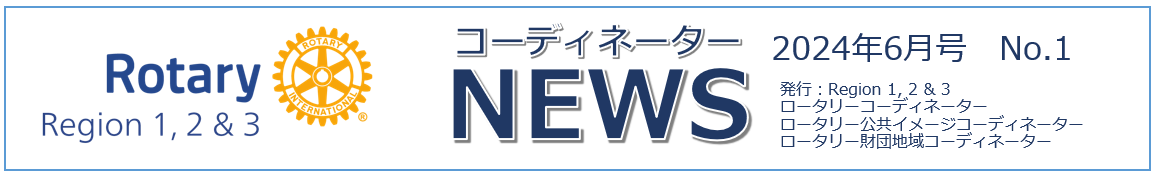 Rotary
Region 1, 2 & 3
ROTARY
INTERNATIONAL
®
コーディネーター
NEWS
2024年6月号　No.1
発行：Region 1, 2 & 3
ロータリーコーディネーター
ロータリー公共イメージコーディネーター
ロータリー財団地域コーディネーター